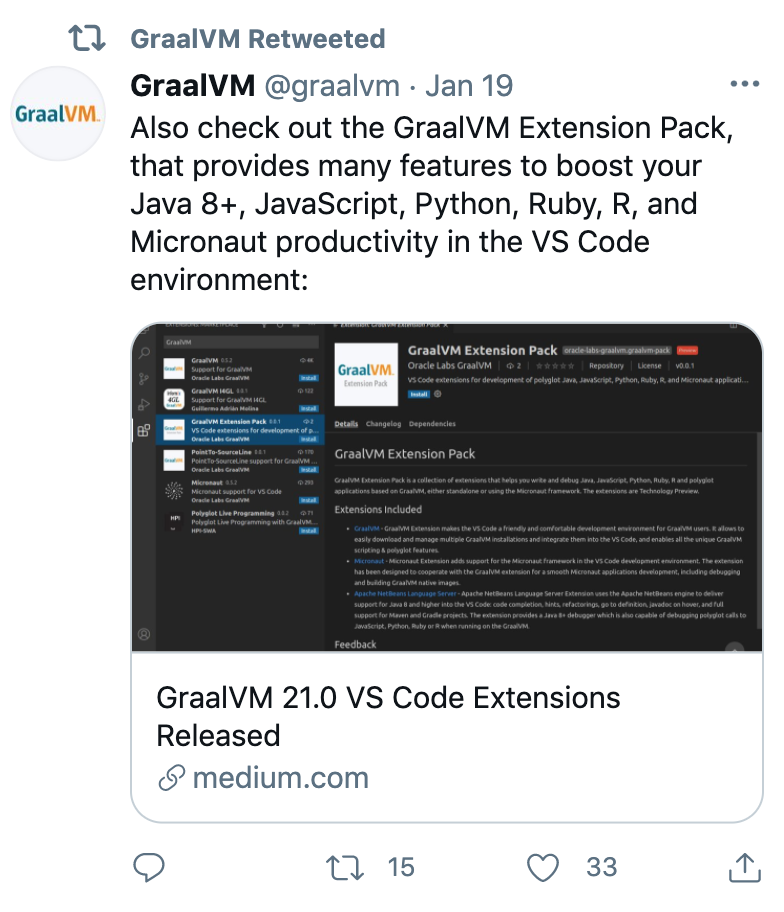 GraalVM Retweeted
GraalVM @graalvm · Jan 19
GraalVM.
Also check out the GraalVM Extension Pack,
that provides many features to boost your
Java 8+, JavaScript, Python, Ruby, R, and
Micronaut productivity in the VS Code
environment:
GraalVM
GraalVM 0.5.2
Support for GraalVM
Oracle Labs GraalVM
Install
GraalVM I4GL 0.0.1
Support for GraalVM I4GL
Guillermo Adrián Molina
Install
GraalVM Extension Pack 0.0.1
VS Code extensions for development of p...
Oracle Labs GraalVM
Install
PointTo-SourceLine
PointTo-SourceLine support for GraalVM ...
Oracle Labs GraalVM
Install
Micronaut 0.5.2
Micronaut support for VS Code
Oracle Labs GraalVM
Install
HPI
Polyglot Live Programming 0.0.2
Polyglot Live Programming with GraalVM...
HPI-SWA
Install
GraalVM.
Extension Pack
GraalVM Extension Pack oracle-labs-graalvm.graalvm-pack Preview
Oracle Labs GraalVM 2 Repository License v0.0.1
VS Code extensions for development of polyglot Java, JavaScript, Python, Ruby, R, and Micronaut applicati...
Install
Details Changelog Dependencies
GraalVM Extension Pack
GraalVM Extension Pack is a collection of extensions that helps you write and debug Java, JavaScript, Python, Ruby, R and polyglot
applications based on GraalVM, either standalone or using the Micronaut framework. The extensions are Technology Preview.
Extensions Included
• GraalVM - GraalVM Extension makes the VS Code a friendly and comfortable development environment for GraalVM users. It allows to
easily download and manage multiple GraalVM installations and integrate them into the VS Code, and enables all the unique GraalVM
scripting & polyglot features.
• Micronaut - Micronaut Extension adds support for the Micronaut framework in the VS Code development environment. The extension
has been designed to cooperate with the GraalVM extension for a smooth Micronaut applications development, including debugging
and building GraalVM native images.
• Apache NetBeans Language Server - Apache NetBeans Language Server Extension uses the Apache NetBeans engine to deliver
support for Java 8 and higher into the VS Code: code completion, hints, refactorings, go to definition, javadoc on hover, and full
support for Maven and Gradle projects. The extension provides a Java 8+ debugger which is also capable of debugging polyglot calls to
JavaScript, Python, Ruby or R when running on the GraalVM.
Feedback
GraalVM 21.0 VS Code Extensions
Released
medium.com
15
33